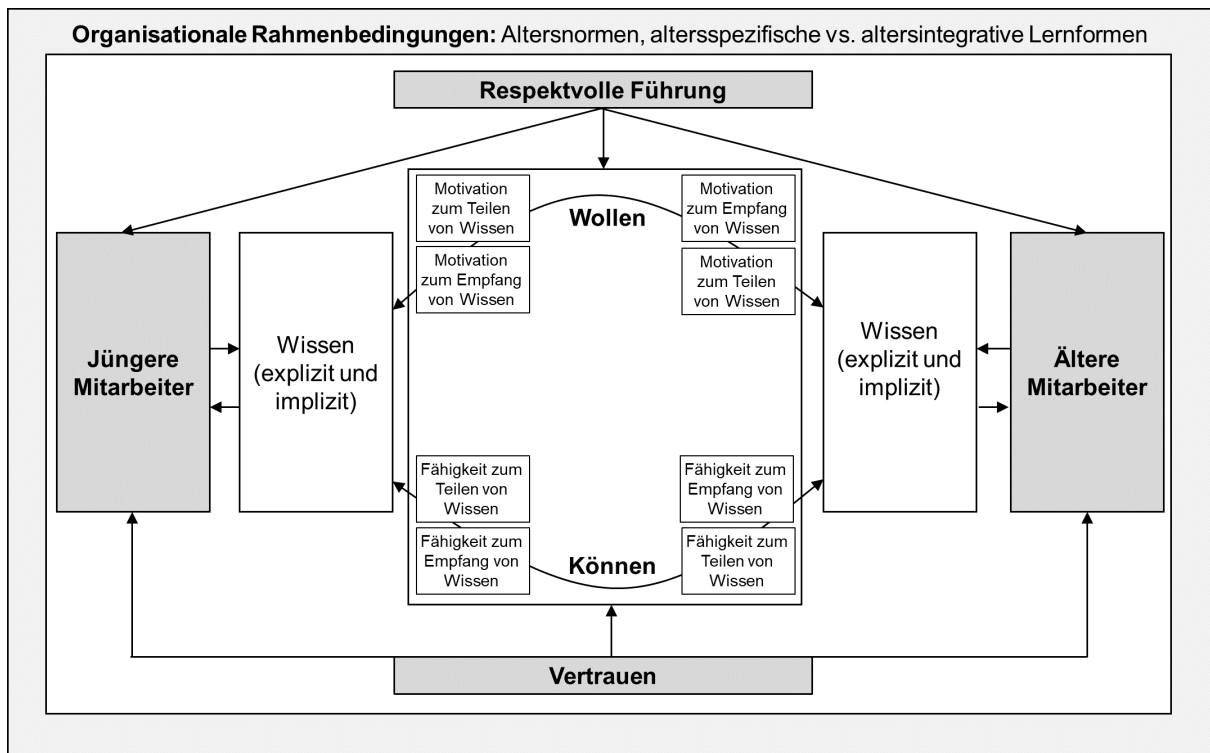 Organisationale Rahmenbedingungen: Altersnormen, altersspezifische vs. altersintegrative Lernformen
Respektvolle Führung
Motivation
zum Teilen
von Wissen
Wollen
Motivation
zum Empfang
von Wissen
Motivation
zum Empfang
von Wissen
Motivation
zum Teilen
von Wissen
Jüngere
Mitarbeiter
Wissen
(explizit und
implizit)
Wissen
(explizit und
implizit)
Ältere
Mitarbeiter
Fähigkeit zum
Teilen von
Wissen
Fähigkeit zum
Empfang von
Wissen
Fähigkeit zum
Empfang von
Wissen
Können
Fähigkeit zum
Teilen von
Wissen
Vertrauen